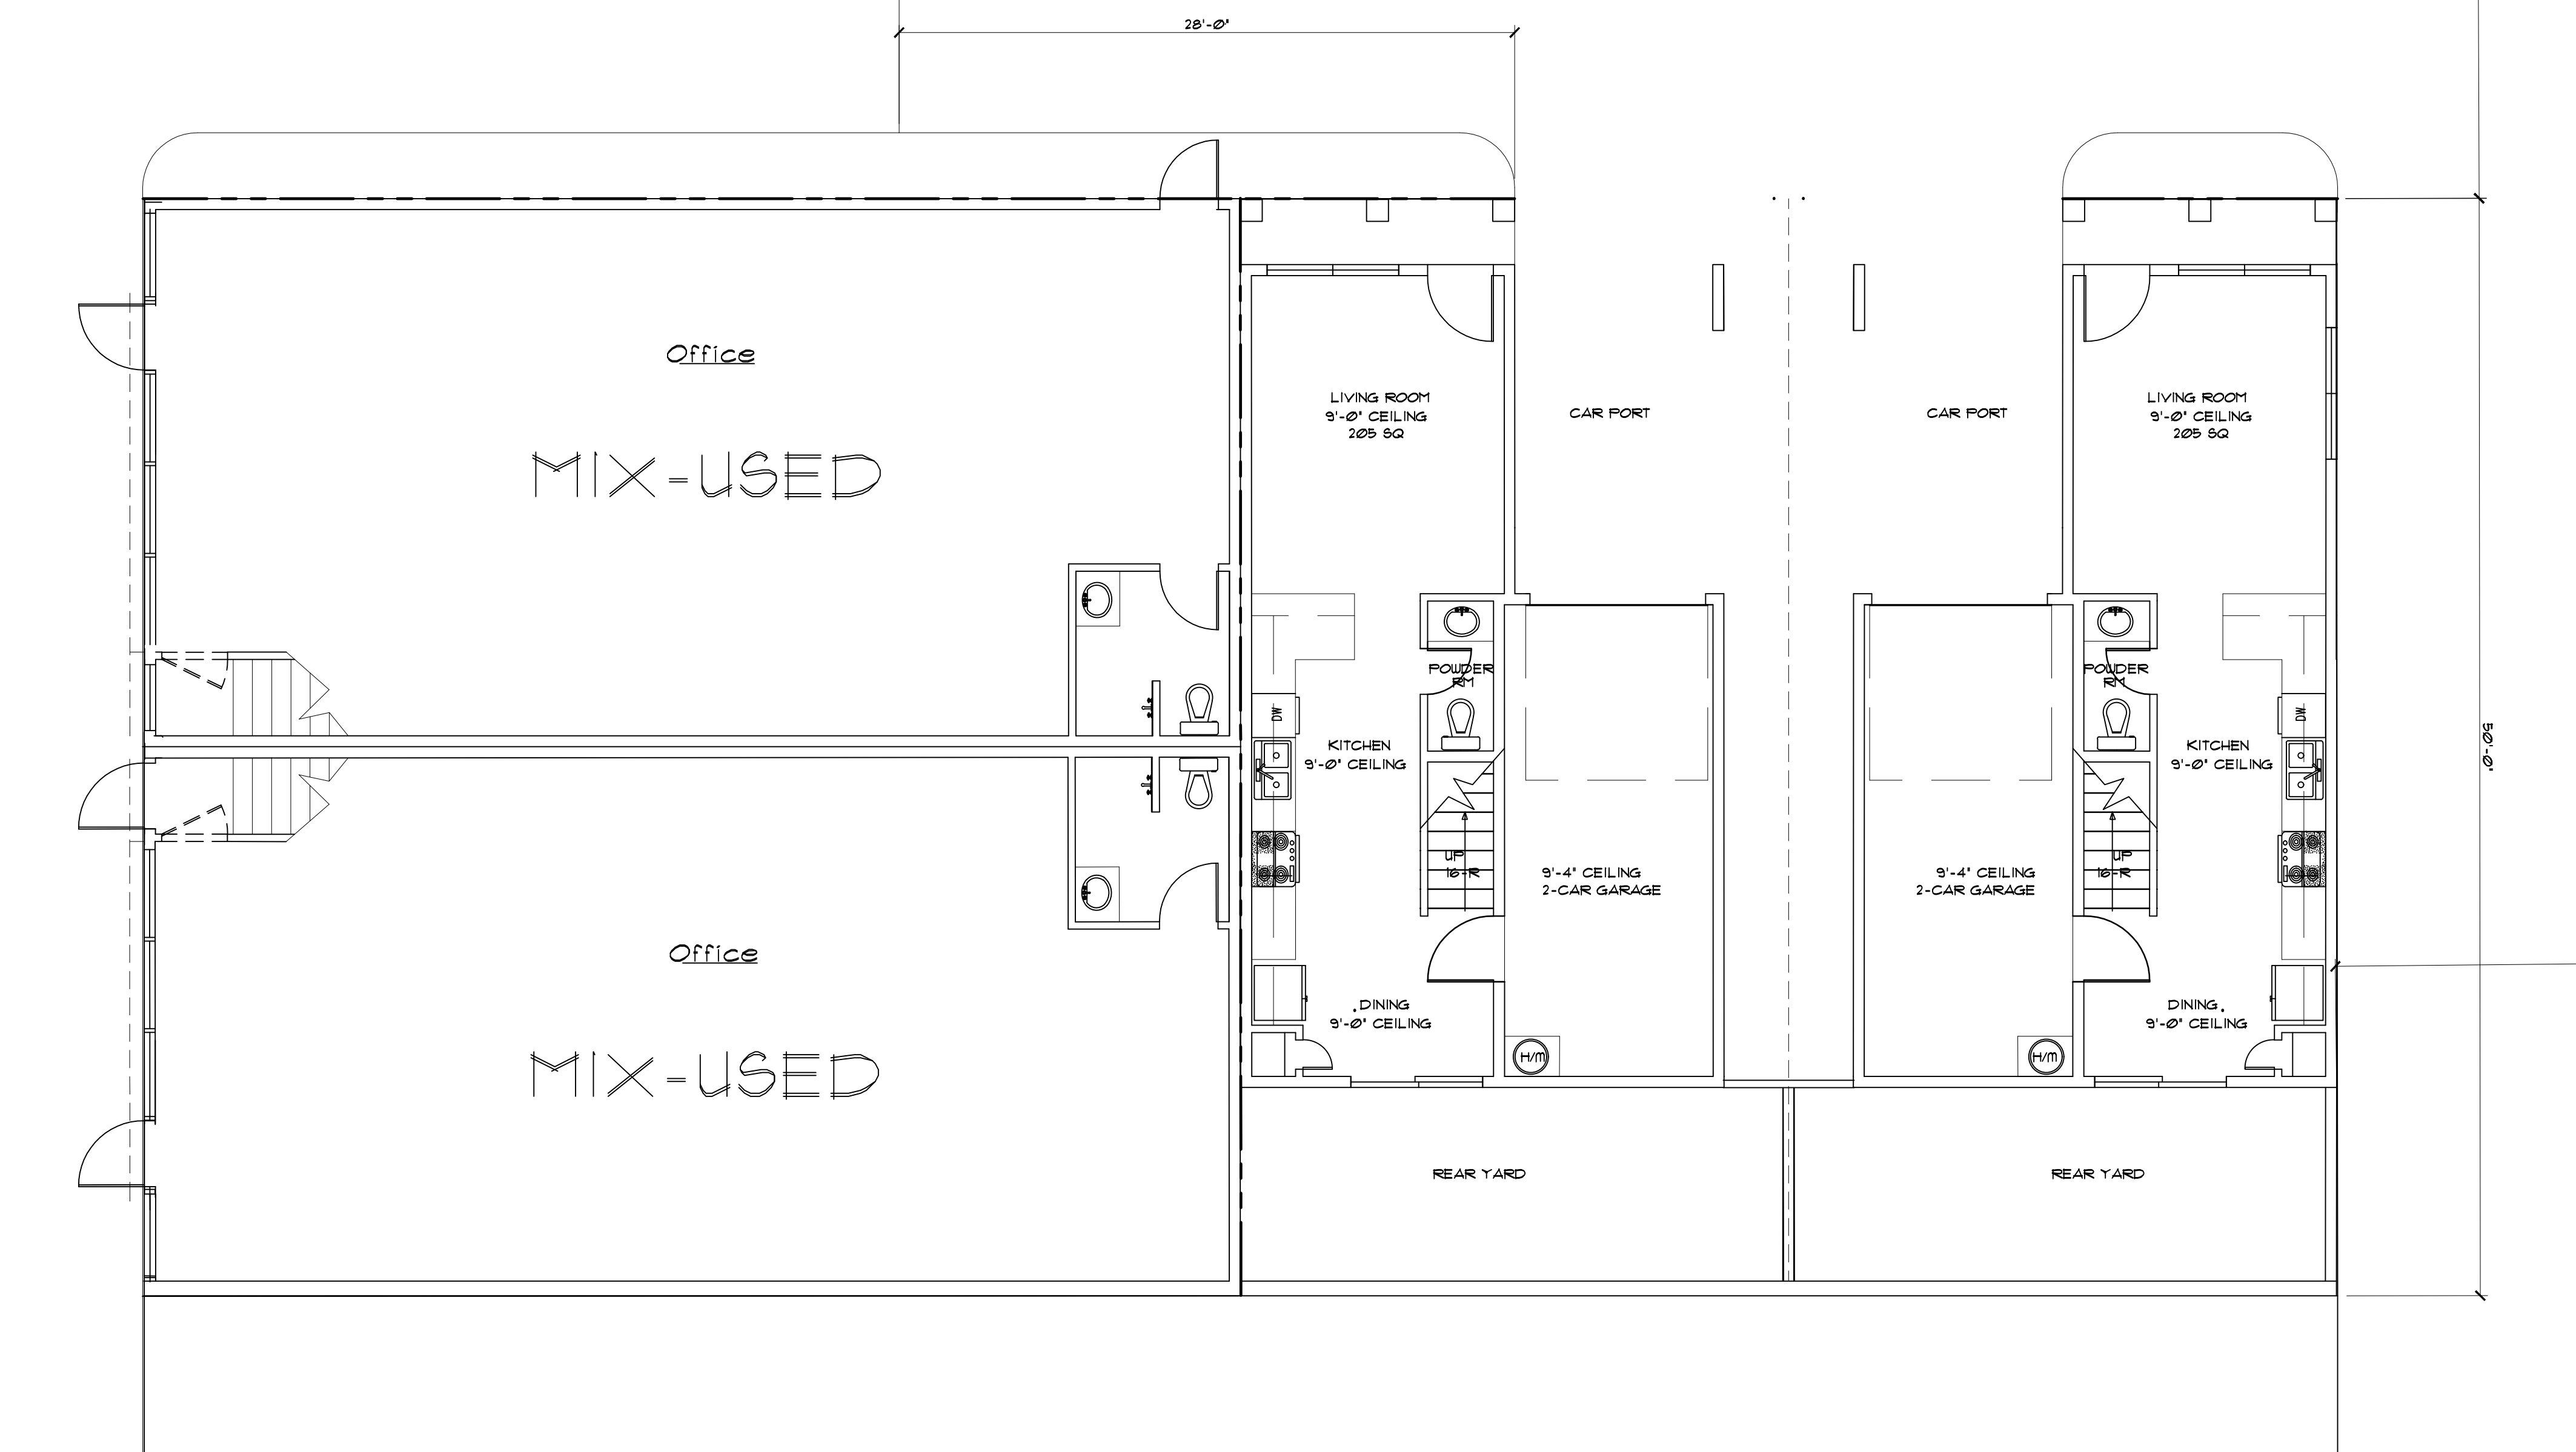 28'-0"
Office
MIX-USED
LIVING ROOM
9'-0" CEILING
205 SQ
CAR PORT
CAR PORT
LIVING ROOM
9'-0" CEILING
205 SQ
POWDER
RM
POWDER
RM
DW
DW
KITCHEN
9'-0" CEILING
KITCHEN
9'-0" CEILING
50'-0"
UP
16-R
9'-4" CEILING
2-CAR GARAGE
9'-4" CEILING
2-CAR GARAGE
UP
16-R
Office
MIX-USED
DINING
9'-0" CEILING
H/M
H/M
DINING
9'-0" CEILING
REAR YARD
REAR YARD